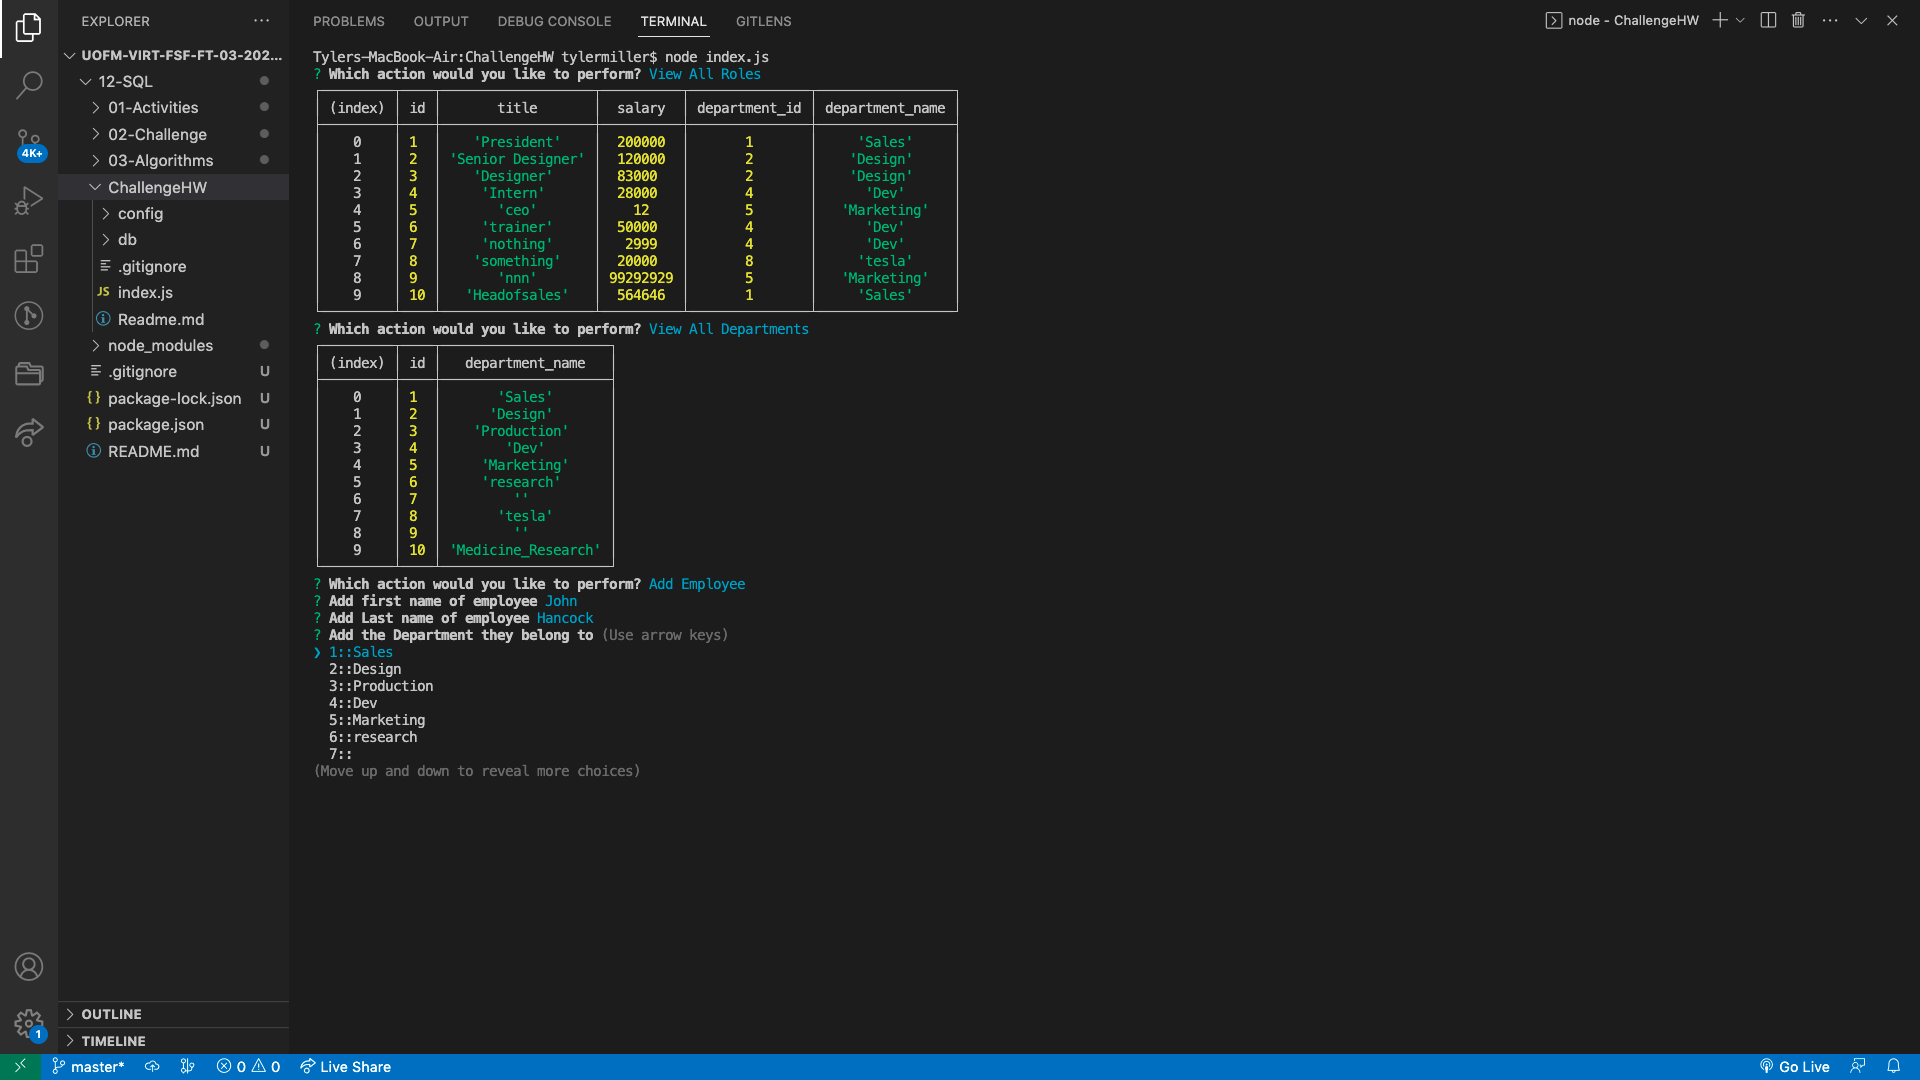 EXPLORER
PROBLEMS OUTPUT DEBUG CONSOLE TERMINAL GITLENS
node - ChallengeHW
UOFM-VIRT-FSF-FT-03-202...
12-SQL
01-Activities
02-Challenge
03-Algorithms
ChallengeHW
config
db
.gitignore
JS index.js
Readme.md
node_modules
.gitignore U
{} package-lock.json U
{} package.json U
README.md U
4K+
1
OUTLINE
TIMELINE
Tylers-MacBook-Air:ChallengeHW tylermiller$ node index.js
? Which action would you like to perform? View All Roles
(index) id title salary department_id department_name
0 1 'President' 200000 1 'Sales'
1 2 'Senior Designer' 120000 2 'Design'
2 3 'Designer' 83000 2 'Design'
3 4 'Intern' 28000 4 'Dev'
4 5 'ceo' 12 5 'Marketing'
5 6 'trainer' 50000 4 'Dev'
6 7 'nothing' 2999 4 'Dev'
7 8 'something' 20000 8 'tesla'
8 9 'nnn' 99292929 5 'Marketing'
9 10 'Headofsales' 564646 1 'Sales'
? Which action would you like to perform? View All Departments
(index) id department_name
0 1 'Sales'
1 2 'Design'
2 3 'Production'
3 4 'Dev'
4 5 'Marketing'
5 6 'research'
6 7 ''
7 8 'tesla'
8 9 ''
9 10 'Medicine_Research'
? Which action would you like to perform? Add Employee
? Add first name of employee John
? Add Last name of employee Hancock
? Add the Department they belong to (Use arrow keys)
❯ 1::Sales
2::Design
3::Production
4::Dev
5::Marketing
6::research
7::
(Move up and down to reveal more choices)
master* 0 0 Live Share Go Live